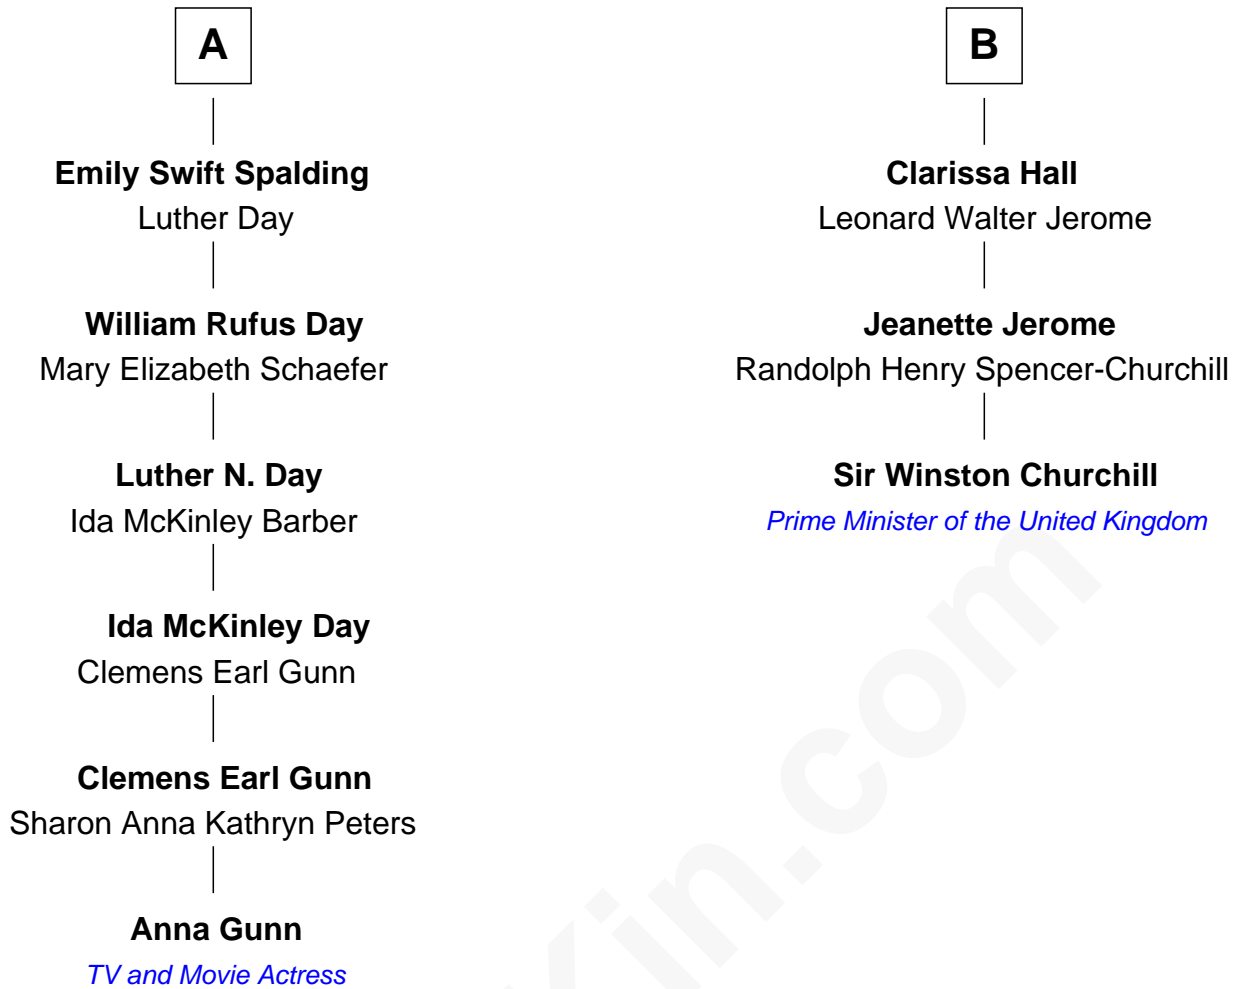 A
Emily Swift Spalding
Luther Day
William Rufus Day
Mary Elizabeth Schaefer
Luther N. Day
Ida McKinley Barber
Ida McKinley Day
Clemens Earl Gunn
Clemens Earl Gunn
Sharon Anna Kathryn Peters
Anna Gunn
TV and Movie Actress
B
Clarissa Hall
Leonard Walter Jerome
Jeanette Jerome
Randolph Henry Spencer-Churchill
Sir Winston Churchill
Prime Minister of the United Kingdom
Kin.com